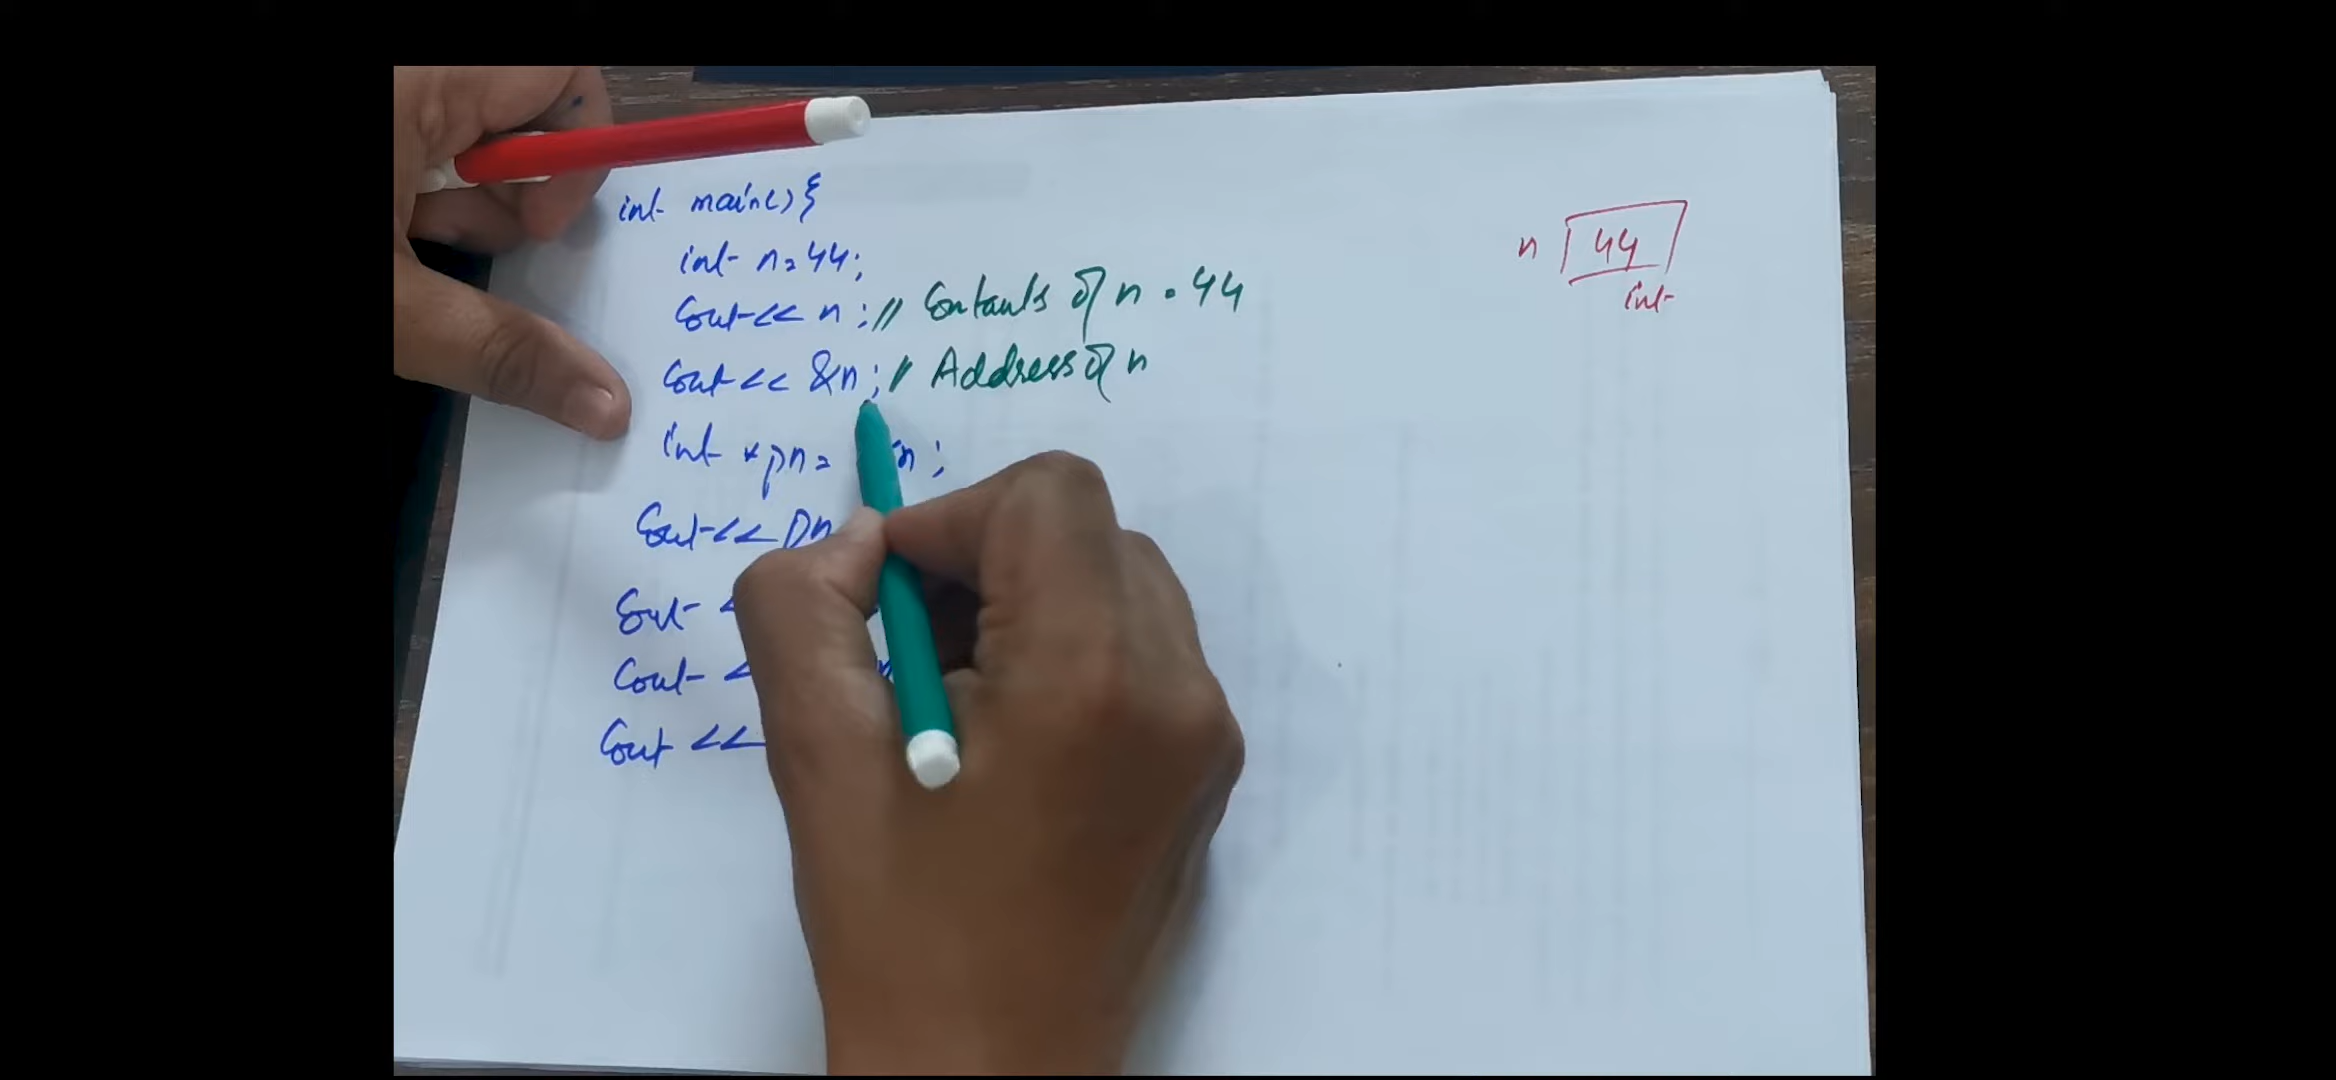 int main() {
int n = 44;
Cout << n ; // Contants of n = 44
Cout << &n ; // Address of n
int *pn = n ;
Cout << pn
Cout <
Cout - <
Cout <<
n 44
int